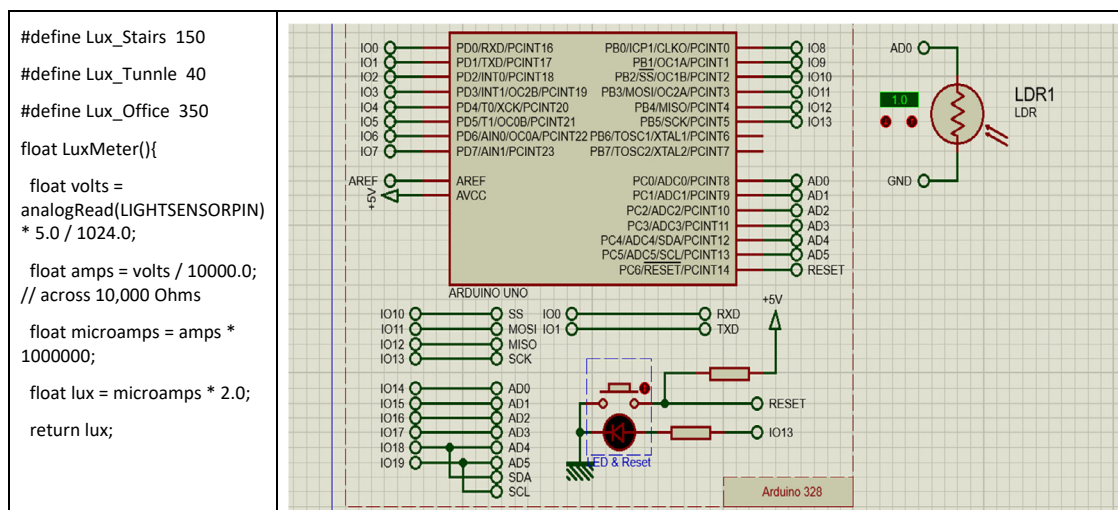 #define Lux_Stairs 150
#define Lux_Tunnle 40
#define Lux_Office 350
float LuxMeter(){
float volts =
analogRead(LIGHTSENSORPIN)
* 5.0 / 1024.0;
float amps = volts / 10000.0;
// across 10,000 Ohms
float microamps = amps *
1000000;
float lux = microamps * 2.0;
return lux;
IO0 PD0/RXD/PCINT16 PB0/ICP1/CLKO/PCINT0 IO8
IO1 PD1/TXD/PCINT17 PB1/OC1A/PCINT1 IO9
IO2 PD2/INT0/PCINT18 PB2/SS/OC1B/PCINT2 IO10
IO3 PD3/INT1/OC2B/PCINT19 PB3/MOSI/OC2A/PCINT3 IO11
IO4 PD4/T0/XCK/PCINT20 PB4/MISO/PCINT4 IO12
IO5 PD5/T1/OC0B/PCINT21 PB5/SCK/PCINT5 IO13
IO6 PD6/AIN0/OC0A/PCINT22 PB6/TOSC1/XTAL1/PCINT6
IO7 PD7/AIN1/PCINT23 PB7/TOSC2/XTAL2/PCINT7
AREF AREF PC0/ADC0/PCINT8 AD0
+5V AVCC PC1/ADC1/PCINT9 AD1
PC2/ADC2/PCINT10 AD2
PC3/ADC3/PCINT11 AD3
PC4/ADC4/SDA/PCINT12 AD4
PC5/ADC5/SCL/PCINT13 AD5
PC6/RESET/PCINT14 RESET
ARDUINO UNO
AD0
1.0
LDR1
LDR
GND
IO10 SS IO0 RXD
IO11 MOSI IO1 TXD
IO12 MISO
IO13 SCK
+5V
IO14 AD0
IO15 AD1
IO16 AD2
IO17 AD3
IO18 AD4
IO19 AD5
SDA
SCL
RESET
IO13
LED & Reset
Arduino 328